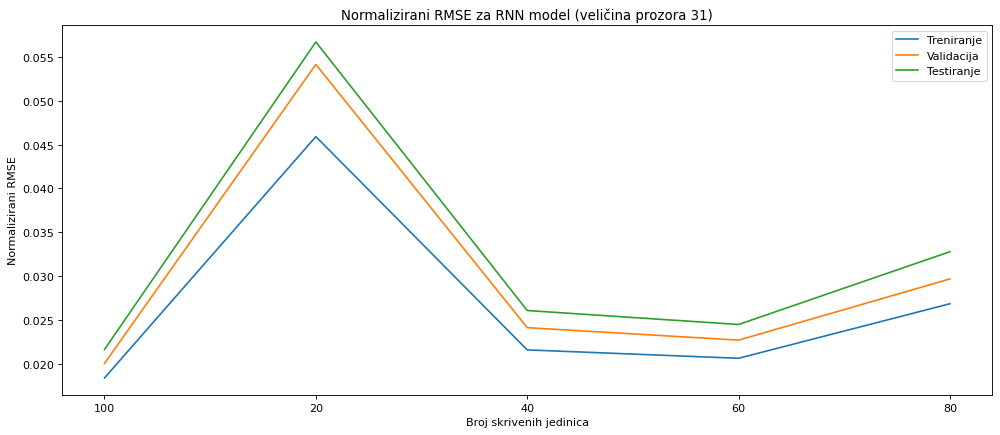 Normalizirani RMSE za RNN model (veličina prozora 31)
Treniranje
Validacija
Testiranje
Normalizirani RMSE
0.055
0.050
0.045
0.040
0.035
0.030
0.025
0.020
100 20 40 60 80
Broj skrivenih jedinica